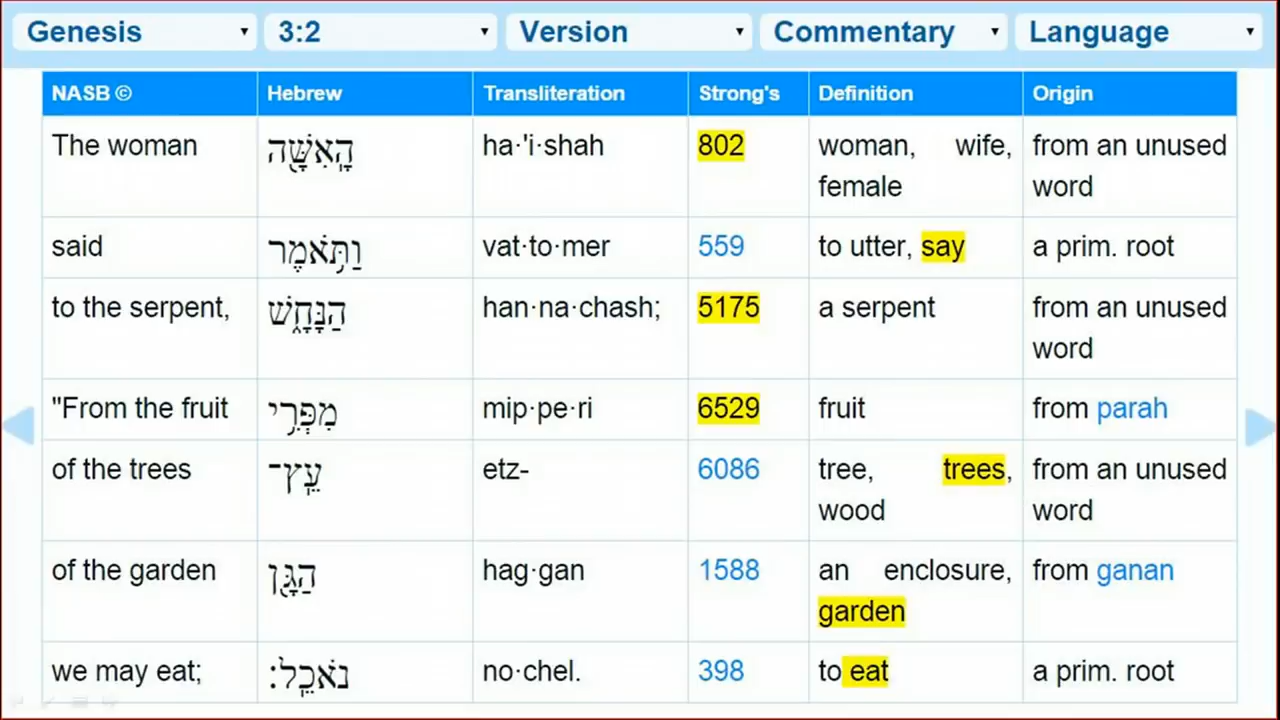 Genesis 3:2 Version Commentary Language
NASB © Hebrew Transliteration Strong's Definition Origin
The woman הָֽאִשָּׁ֖ה ha·'i·shah 802 woman, wife, from an unused
female word
said וַתֹּ֥אמֶר vat·to·mer 559 to utter, say a prim. root
to the serpent, הַנָּחָ֑שׁ han·na·chash; 5175 a serpent from an unused
word
"From the fruit מִפְּרִ֥י mip·pe·ri 6529 fruit from parah
of the trees עֵֽץ־ etz- 6086 tree, trees, from an unused
wood word
of the garden הַגָּ֖ן hag·gan 1588 an enclosure, from ganan
garden
we may eat; נֹאכֵֽל׃ no·chel. 398 to eat a prim. root